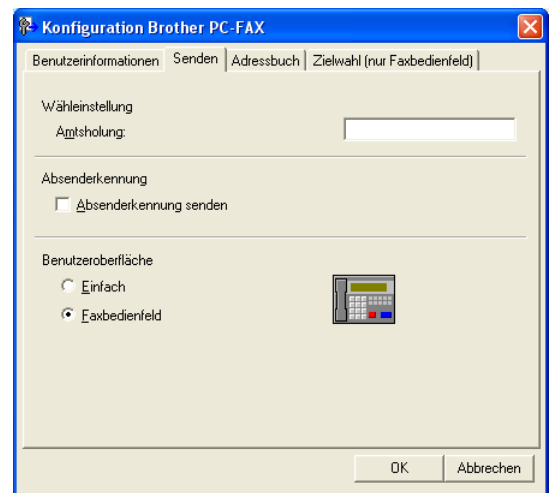 Konfiguration Brother PC-FAX
Benutzerinformationen Senden Adressbuch Zielwahl (nur Faxbedienfeld)
Wähleinstellung
Amtsholung:
Absenderkennung
Absenderkennung senden
Benutzeroberfläche
Einfach
Faxbedienfeld
OK Abbrechen